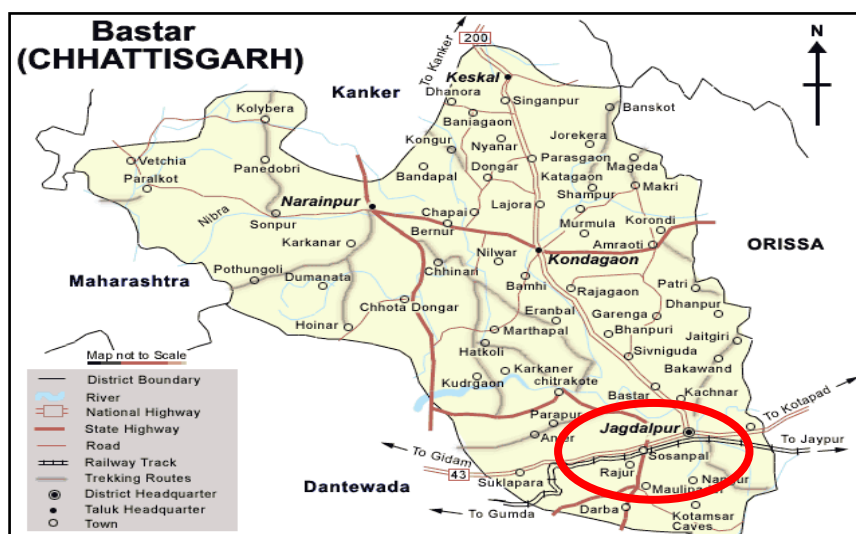 Bastar
(CHHATTISGARH)
N
200
To Kanker
Keskal
Kanker
Dhanora
Singanpur
Banskot
Kolybera
Baniagaon
Kongur
Nyanar
Jorekera
Vetchia
Panedobri
Parasgaon
Mageda
Bandapal
Dongar
Katagaon
Paralkot
Shampur
Makri
Narainpur
Chapai
Lajora
Nibra
Sonpur
Bernur
Murmula
Korondi
Karkanar
Amraoti
ORISSA
Nilwar
Kondagaon
Maharashtra
Pothungoli
Chhinari
Dumanata
Bamhi
Rajagaon
Patri
Dhanpur
Chhota Dongar
Eranbal
Garenga
Hoinar
Marthapal
Bhanpuri
Jaitgiri
Hatkoli
Sivniguda
Map not to Scale
Bakawand
Karkaner
Kudrgaon
chitrakote
Bastar
Kachnar
District Boundary
River
National Highway
State Highway
Road
Railway Track
Trekking Routes
District Headquarter
Taluk Headquarter
Town
Parapur
Jagdalpur
To Kotapad
To Jaypur
To Gidam
Sosanpal
43
Rajur
Dantewada
Suklapara
To Gumda
Darba
Kotamsar
Caves